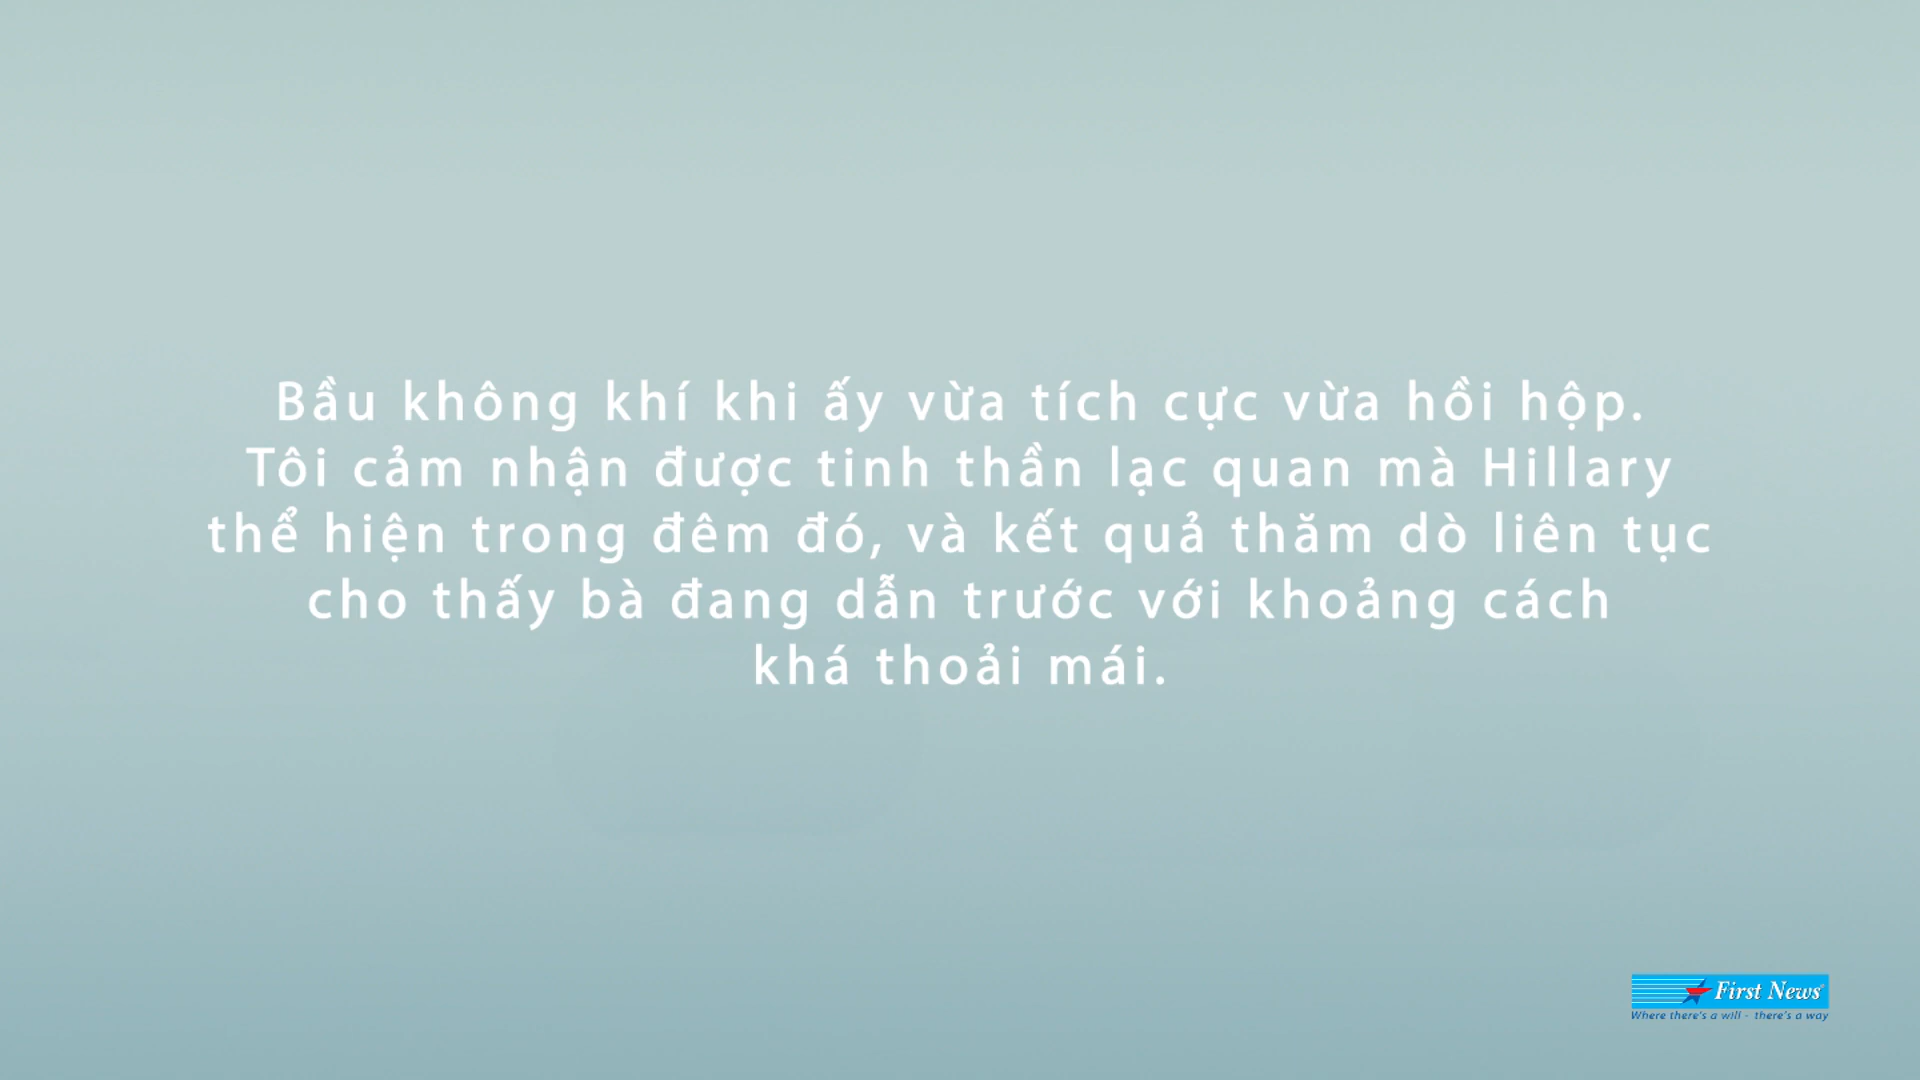 Bầu không khí khi ấy vừa tích cực vừa hồi hộp.
Tôi cảm nhận được tinh thần lạc quan mà Hillary
thể hiện trong đêm đó, và kết quả thăm dò liên tục
cho thấy bà đang dẫn trước với khoảng cách
khá thoải mái.
First News
Where there's a will - there's a way